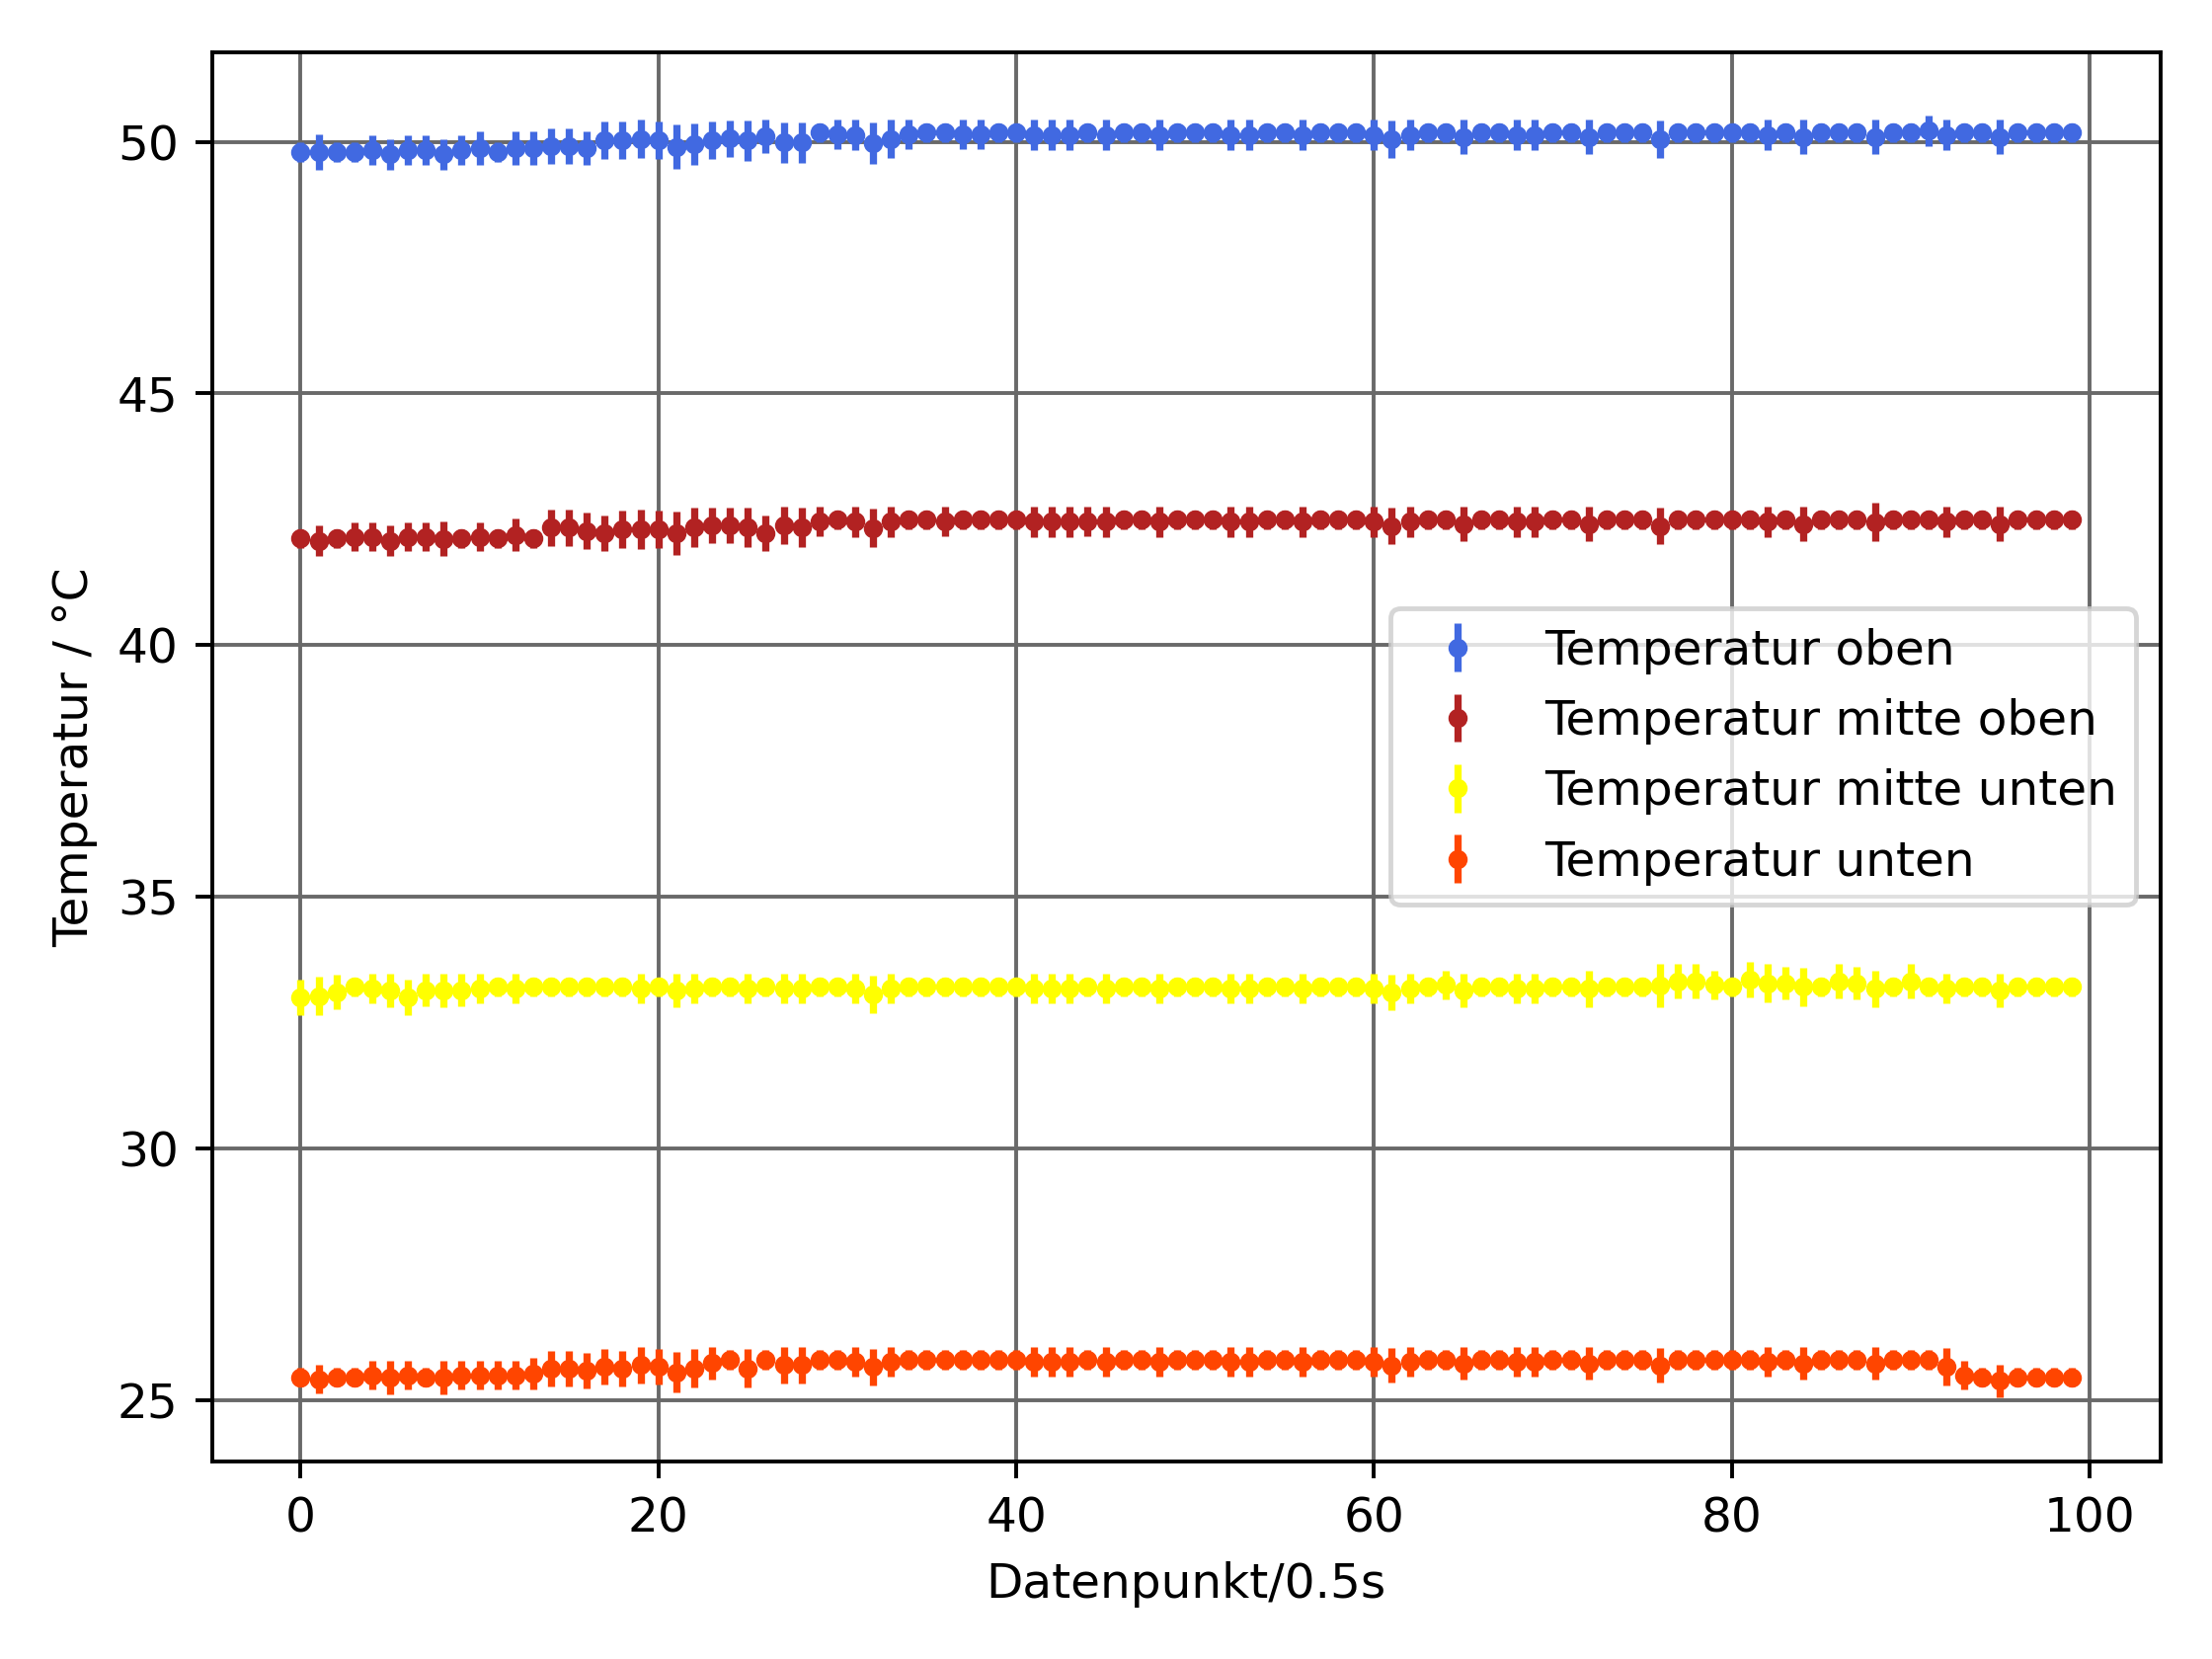 50
45
40
35
30
25
Temperatur / °C
Temperatur oben
Temperatur mitte oben
Temperatur mitte unten
Temperatur unten
0 20 40 60 80 100
Datenpunkt/0.5s